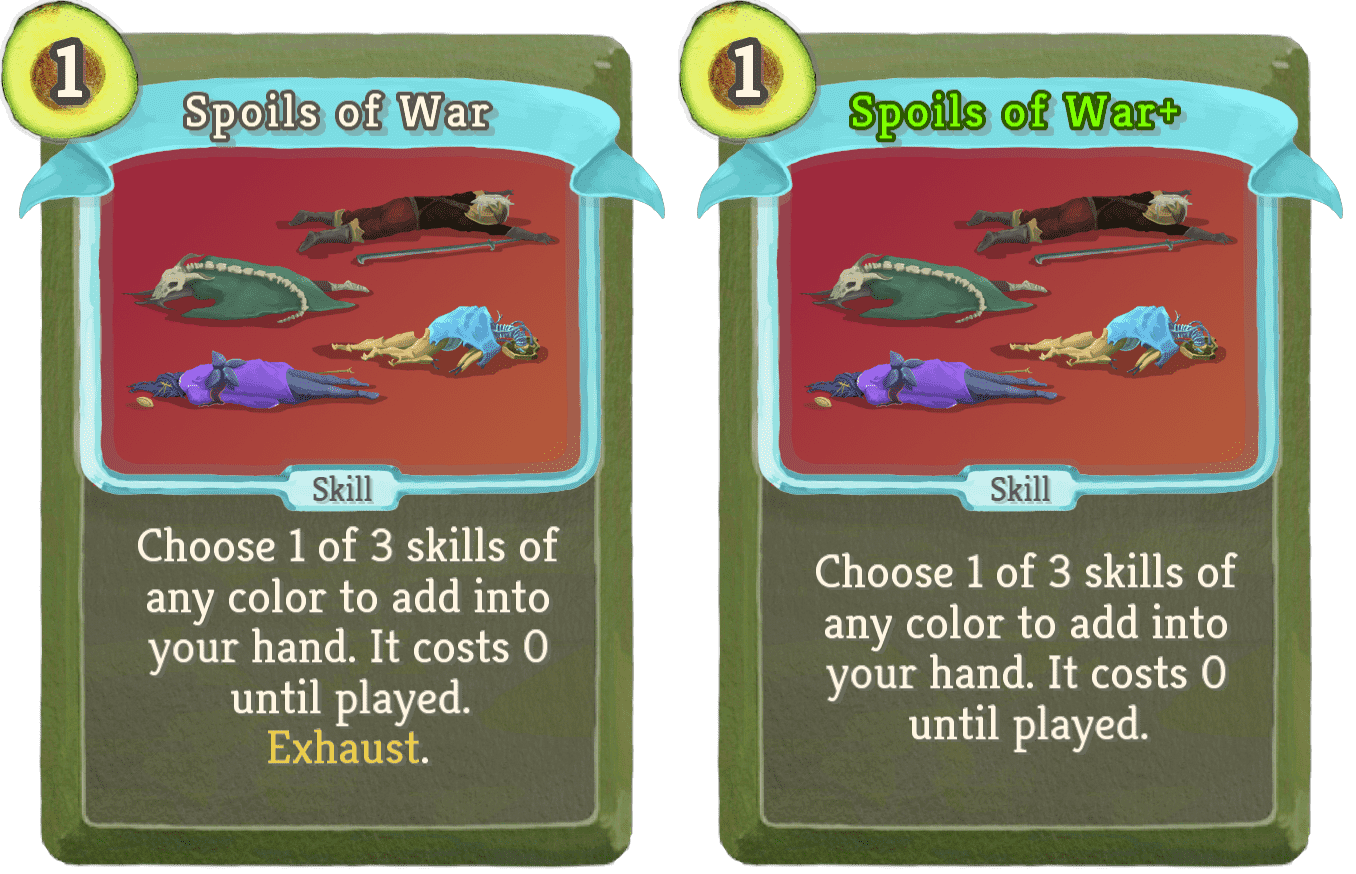 1
Spoils of War
Skill
Choose 1 of 3 skills of
any color to add into
your hand. It costs 0
until played.
Exhaust.
1
Spoils of War+
Skill
Choose 1 of 3 skills of
any color to add into
your hand. It costs 0
until played.